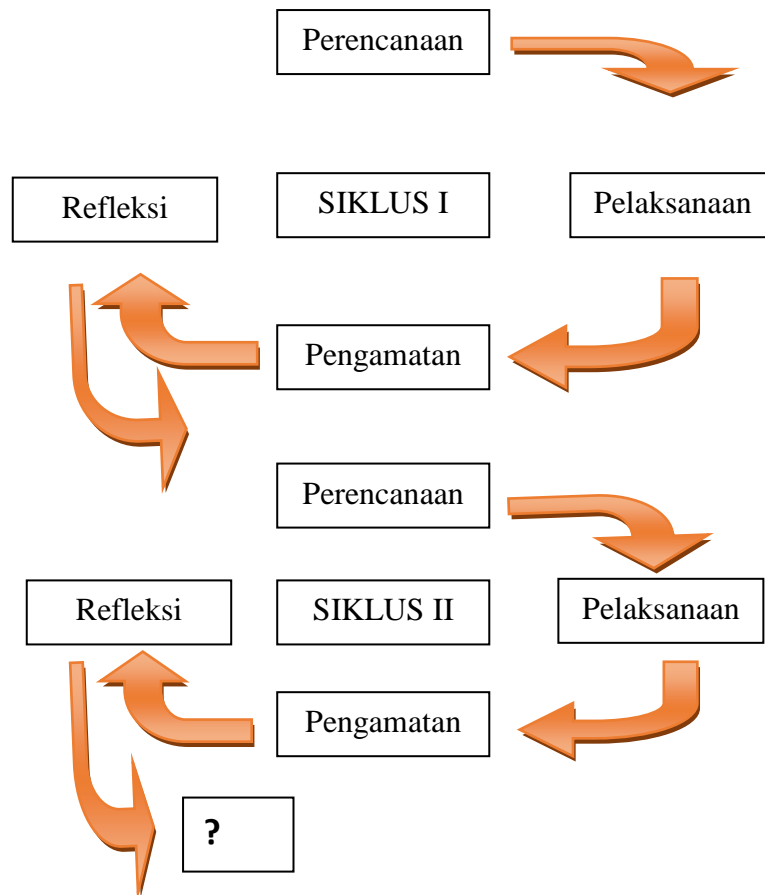 Perencanaan
Refleksi
SIKLUS I
Pelaksanaan
Pengamatan
Perencanaan
Refleksi
SIKLUS II
Pelaksanaan
Pengamatan
?